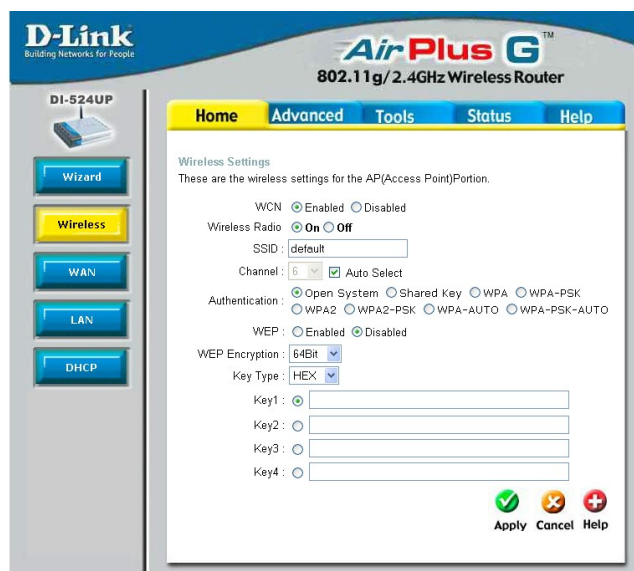 D-Link
Building Networks for People
AirPlus G™
802.11g/2.4GHz Wireless Router
DI-524UP
Home Advanced Tools Status Help
Wizard
Wireless
WAN
LAN
DHCP
Wireless Settings
These are the wireless settings for the AP(Access Point)Portion.
WCN Enabled Disabled
Wireless Radio On Off
SSID : default
Channel : 6 Auto Select
Authentication : Open System Shared Key WPA WPA-PSK
WPA2 WPA2-PSK WPA-AUTO WPA-PSK-AUTO
WEP : Enabled Disabled
WEP Encryption : 64Bit
Key Type : HEX
Key1 :
Key2 :
Key3 :
Key4 :
Apply Cancel Help